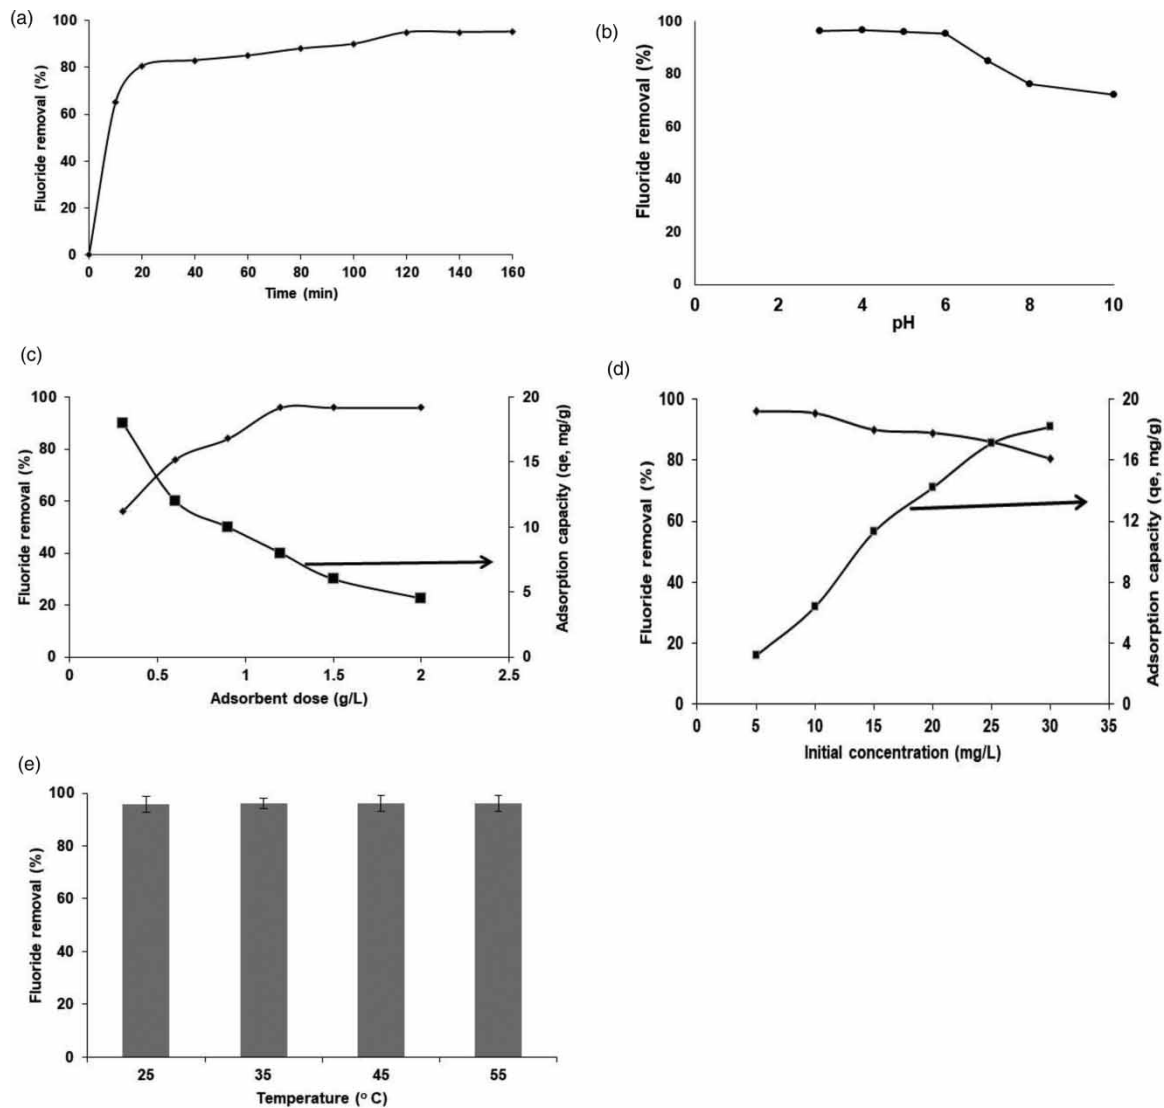 (a)
100
80
60
40
20
0
Fluoride removal (%)
0 20 40 60 80 100 120 140 160
Time (min)
(b)
100
80
60
40
20
0
Fluoride removal (%)
0 2 4 6 8 10
pH
(c)
100
80
60
40
20
0
Fluoride removal (%)
20
15
10
5
0
Adsorption capacity (qe, mg/g)
0 0.5 1 1.5 2 2.5
Adsorbent dose (g/L)
(d)
100
80
60
40
20
0
Fluoride removal (%)
20
16
12
8
4
0
Adsorption capacity (qe, mg/g)
0 5 10 15 20 25 30 35
Initial concentration (mg/L)
(e)
100
80
60
40
20
0
Fluoride removal (%)
25 35 45 55
Temperature (o C)